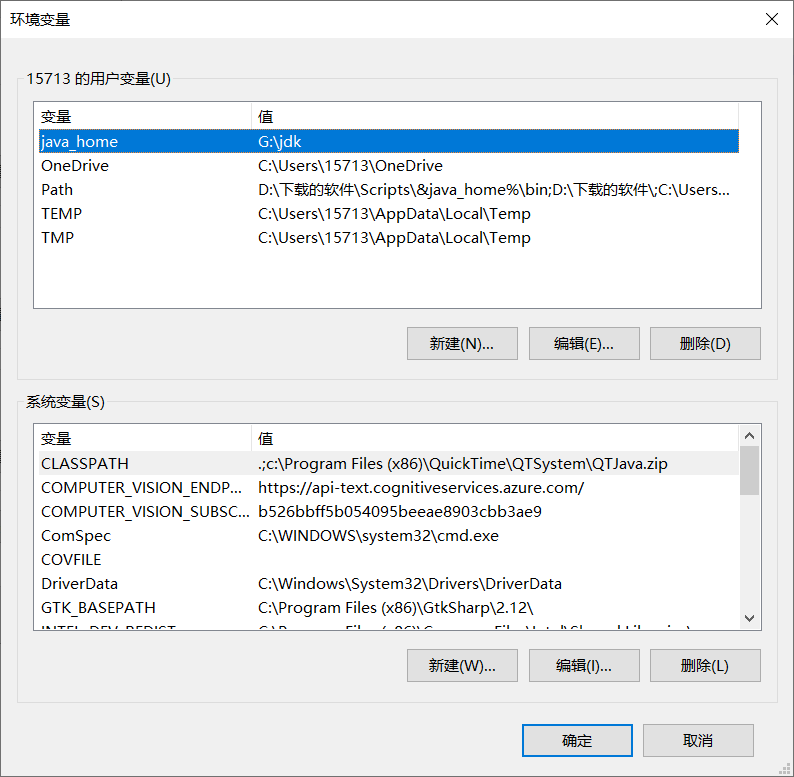 环境变量
15713 的用户变量(U)
变量 值
java_home G:\jdk
OneDrive C:\Users\15713\OneDrive
Path D:\下载的软件\Scripts\&java_home%\bin;D:\下载的软件\;C:\Users...
TEMP C:\Users\15713\AppData\Local\Temp
TMP C:\Users\15713\AppData\Local\Temp
新建(N)... 编辑(E)... 删除(D)
系统变量(S)
变量 值
CLASSPATH .;c:\Program Files (x86)\QuickTime\QTSystem\QTJava.zip
COMPUTER_VISION_ENDP... https://api-text.cognitiveservices.azure.com/
COMPUTER_VISION_SUBSC... b526bbff5b054095beeae8903cbb3ae9
ComSpec C:\WINDOWS\system32\cmd.exe
COVFILE
DriverData C:\Windows\System32\Drivers\DriverData
GTK_BASEPATH C:\Program Files (x86)\GtkSharp\2.12\
新建(W)... 编辑(I)... 删除(L)
确定 取消